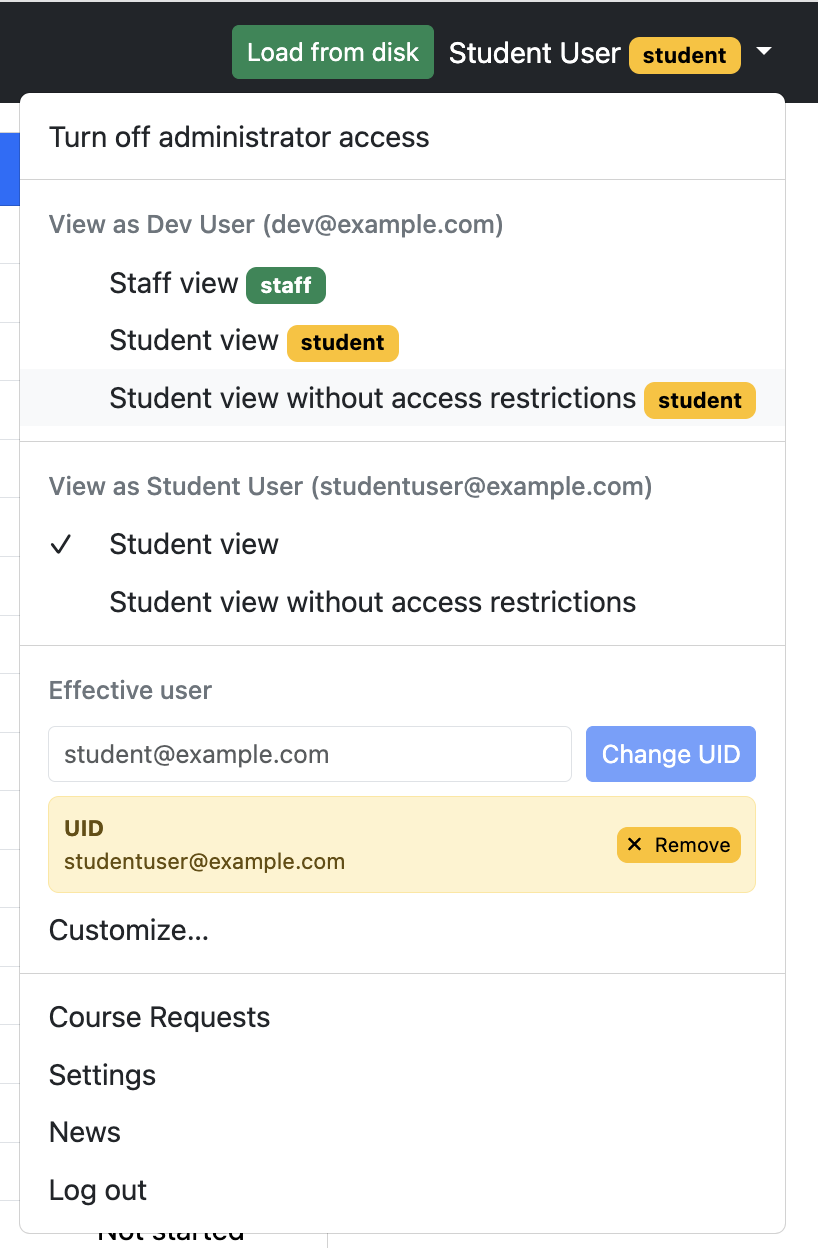 Load from disk Student User student
Turn off administrator access
View as Dev User (dev@example.com)
Staff view staff
Student view student
Student view without access restrictions student
View as Student User (studentuser@example.com)
Student view
Student view without access restrictions
Effective user
student@example.com Change UID
UID
studentuser@example.com
Remove
Customize...
Course Requests
Settings
News
Log out
Not started